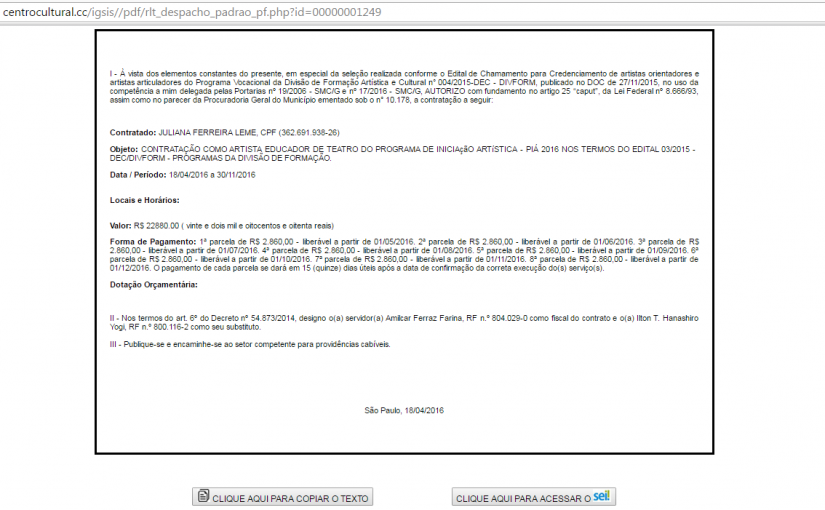 centrocultural.cc/igsis//pdf/rlt_despacho_padrao_pf.php?id=00000001249
I - Á vista dos elementos constantes do presente, em especial da seleção realizada conforme o Edital de Chamamento para Credenciamento de artistas orientadores e
artistas articuladores do Programa Vocacional da Divisão de Formação Artística e Cultural nº 004/2015-DEC - DIVFORM, publicado no DOC de 27/11/2015, no uso da
competência a mim delegada pelas Portarias nº 19/2006 - SMC/G e nº 17/2016 - SMC/G, AUTORIZO com fundamento no artigo 25 "caput", da Lei Federal nº 8.666/93,
assim como no parecer da Procuradoria Geral do Município ementado sob o nº 10.178, a contratação a seguir:
Contratado: JULIANA FERREIRA LEME, CPF (362.691.938-26)
Objeto: CONTRATAÇÃO COMO ARTISTA EDUCADOR DE TEATRO DO PROGRAMA DE INICIAçãO ARTíSTICA - PIÁ 2016 NOS TERMOS DO EDITAL 03/2015 -
DEC/DIVFORM - PROGRAMAS DA DIVISÃO DE FORMAÇÃO.
Data / Período: 18/04/2016 a 30/11/2016
Locais e Horários:
Valor: R$ 22880.00 ( vinte e dois mil e oitocentos e oitenta reais)
Forma de Pagamento: 1ª parcela de R$ 2.860,00 - liberável a partir de 01/05/2016. 2ª parcela de R$ 2.860,00 - liberável a partir de 01/06/2016. 3ª parcela de R$
2.860,00 - liberável a partir de 01/07/2016. 4ª parcela de R$ 2.860,00 - liberável a partir de 01/08/2016. 5ª parcela de R$ 2.860,00 - liberável a partir de 01/09/2016. 6ª
parcela de R$ 2.860,00 - liberável a partir de 01/10/2016. 7ª parcela de R$ 2.860,00 - liberável a partir de 01/11/2016. 8ª parcela de R$ 2.860,00 - liberável a partir de
01/12/2016. O pagamento de cada parcela se dará em 15 (quinze) dias úteis após a data de confirmação da correta execução do(s) serviço(s).
Dotação Orçamentária:
II - Nos termos do art. 6º do Decreto nº 54.873/2014, designo o(a) servidor(a) Amilcar Ferraz Farina, RF n.º 804.029-0 como fiscal do contrato e o(a) Ilton T. Hanashiro
Yogi, RF n.º 800.116-2 como seu substituto.
III - Publique-se e encaminhe-se ao setor competente para providências cabíveis.
São Paulo, 18/04/2016
CLIQUE AQUI PARA COPIAR O TEXTO
CLIQUE AQUI PARA ACESSAR O sei!